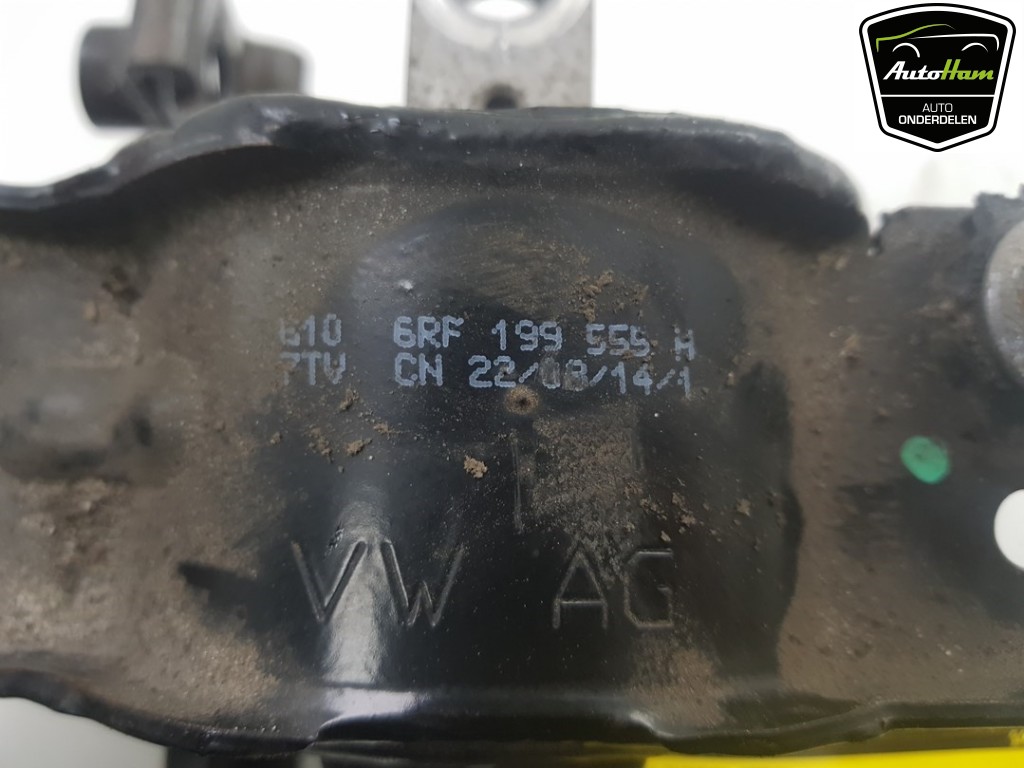 AutoHam
AUTO
ONDERDELEN
610 6RF 199 555
7TV CN 22/08/14/1
VW AG